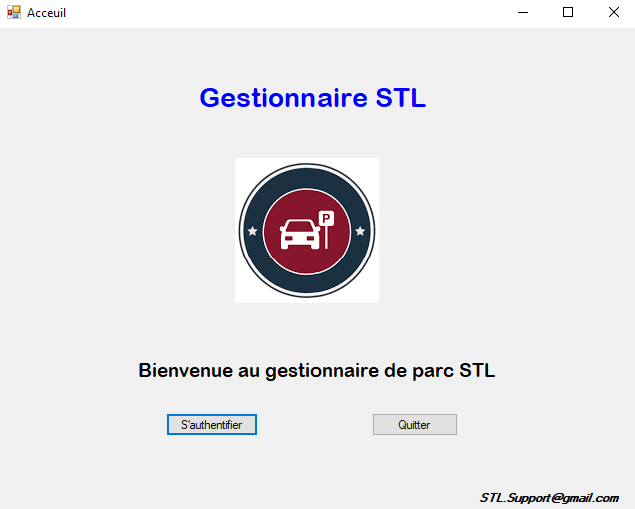 Acceuil
Gestionnaire STL
P
Bienvenue au gestionnaire de parc STL
S'authentifier
Quitter
STL.Support@gmail.com